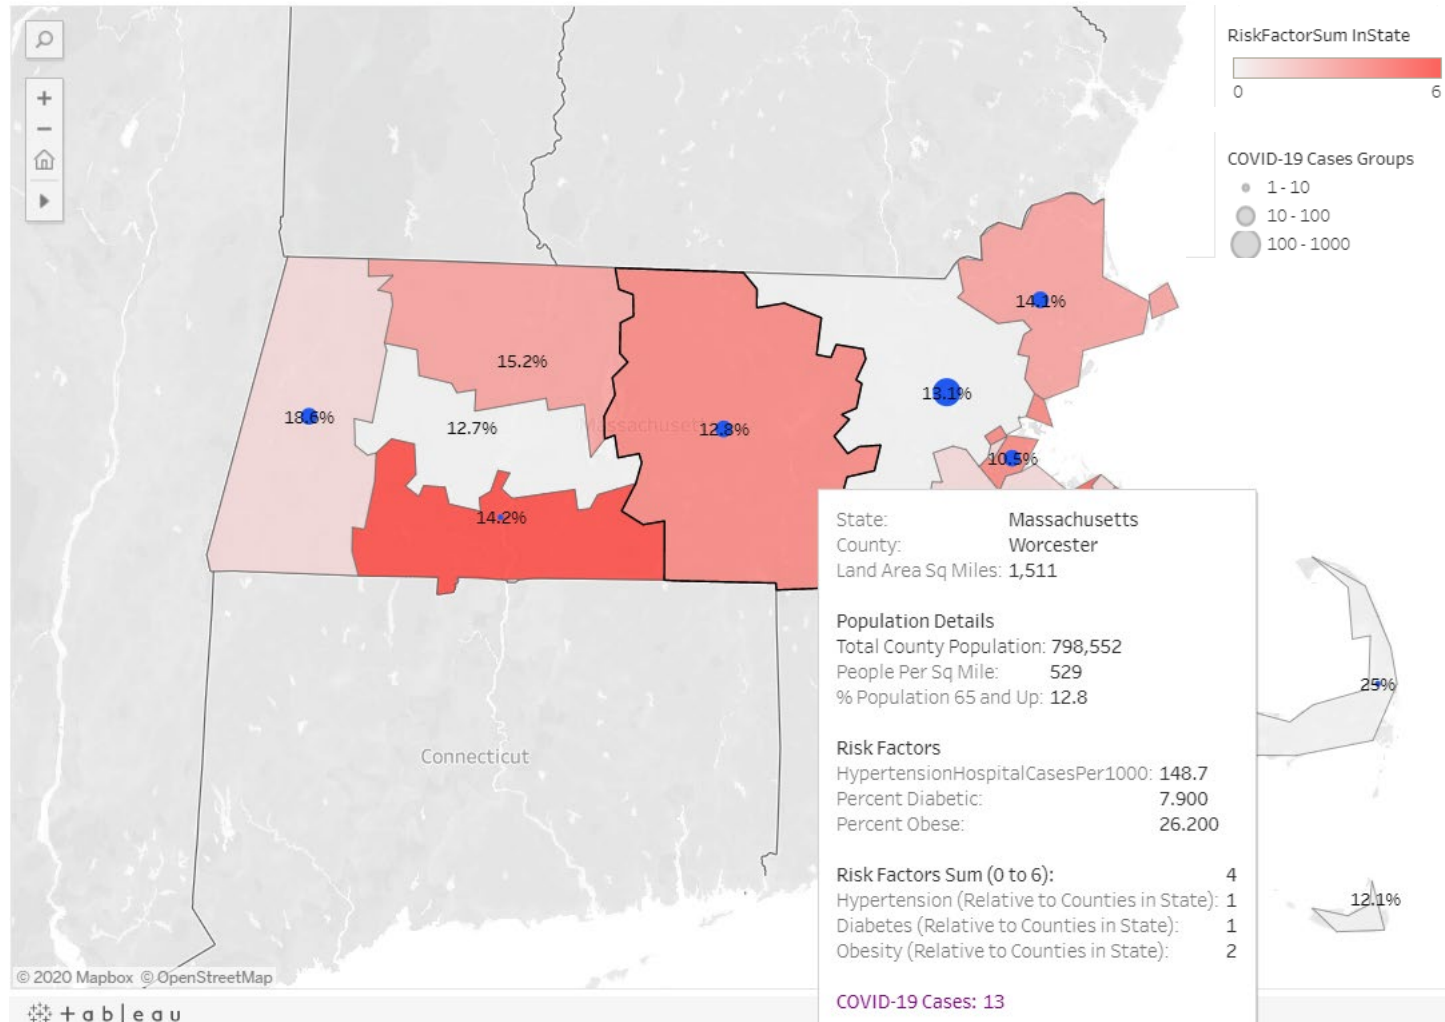 RiskFactorSum InState
0 6
COVID-19 Cases Groups
1 - 10
10 - 100
100 - 1000
14.1%
15.2%
13.1%
18.6%
12.7%
Massachuset
12.8%
10.5%
14.2%
State: Massachusetts
County: Worcester
Land Area Sq Miles: 1,511
Population Details
Total County Population: 798,552
People Per Sq Mile: 529
% Population 65 and Up: 12.8
Risk Factors
HypertensionHospitalCasesPer1000: 148.7
Percent Diabetic: 7.900
Percent Obese: 26.200
Risk Factors Sum (0 to 6): 4
Hypertension (Relative to Counties in State): 1
Diabetes (Relative to Counties in State): 1
Obesity (Relative to Counties in State): 2
COVID-19 Cases: 13
25%
Connecticut
12.1%
© 2020 Mapbox © OpenStreetMap
+ a b | e a u